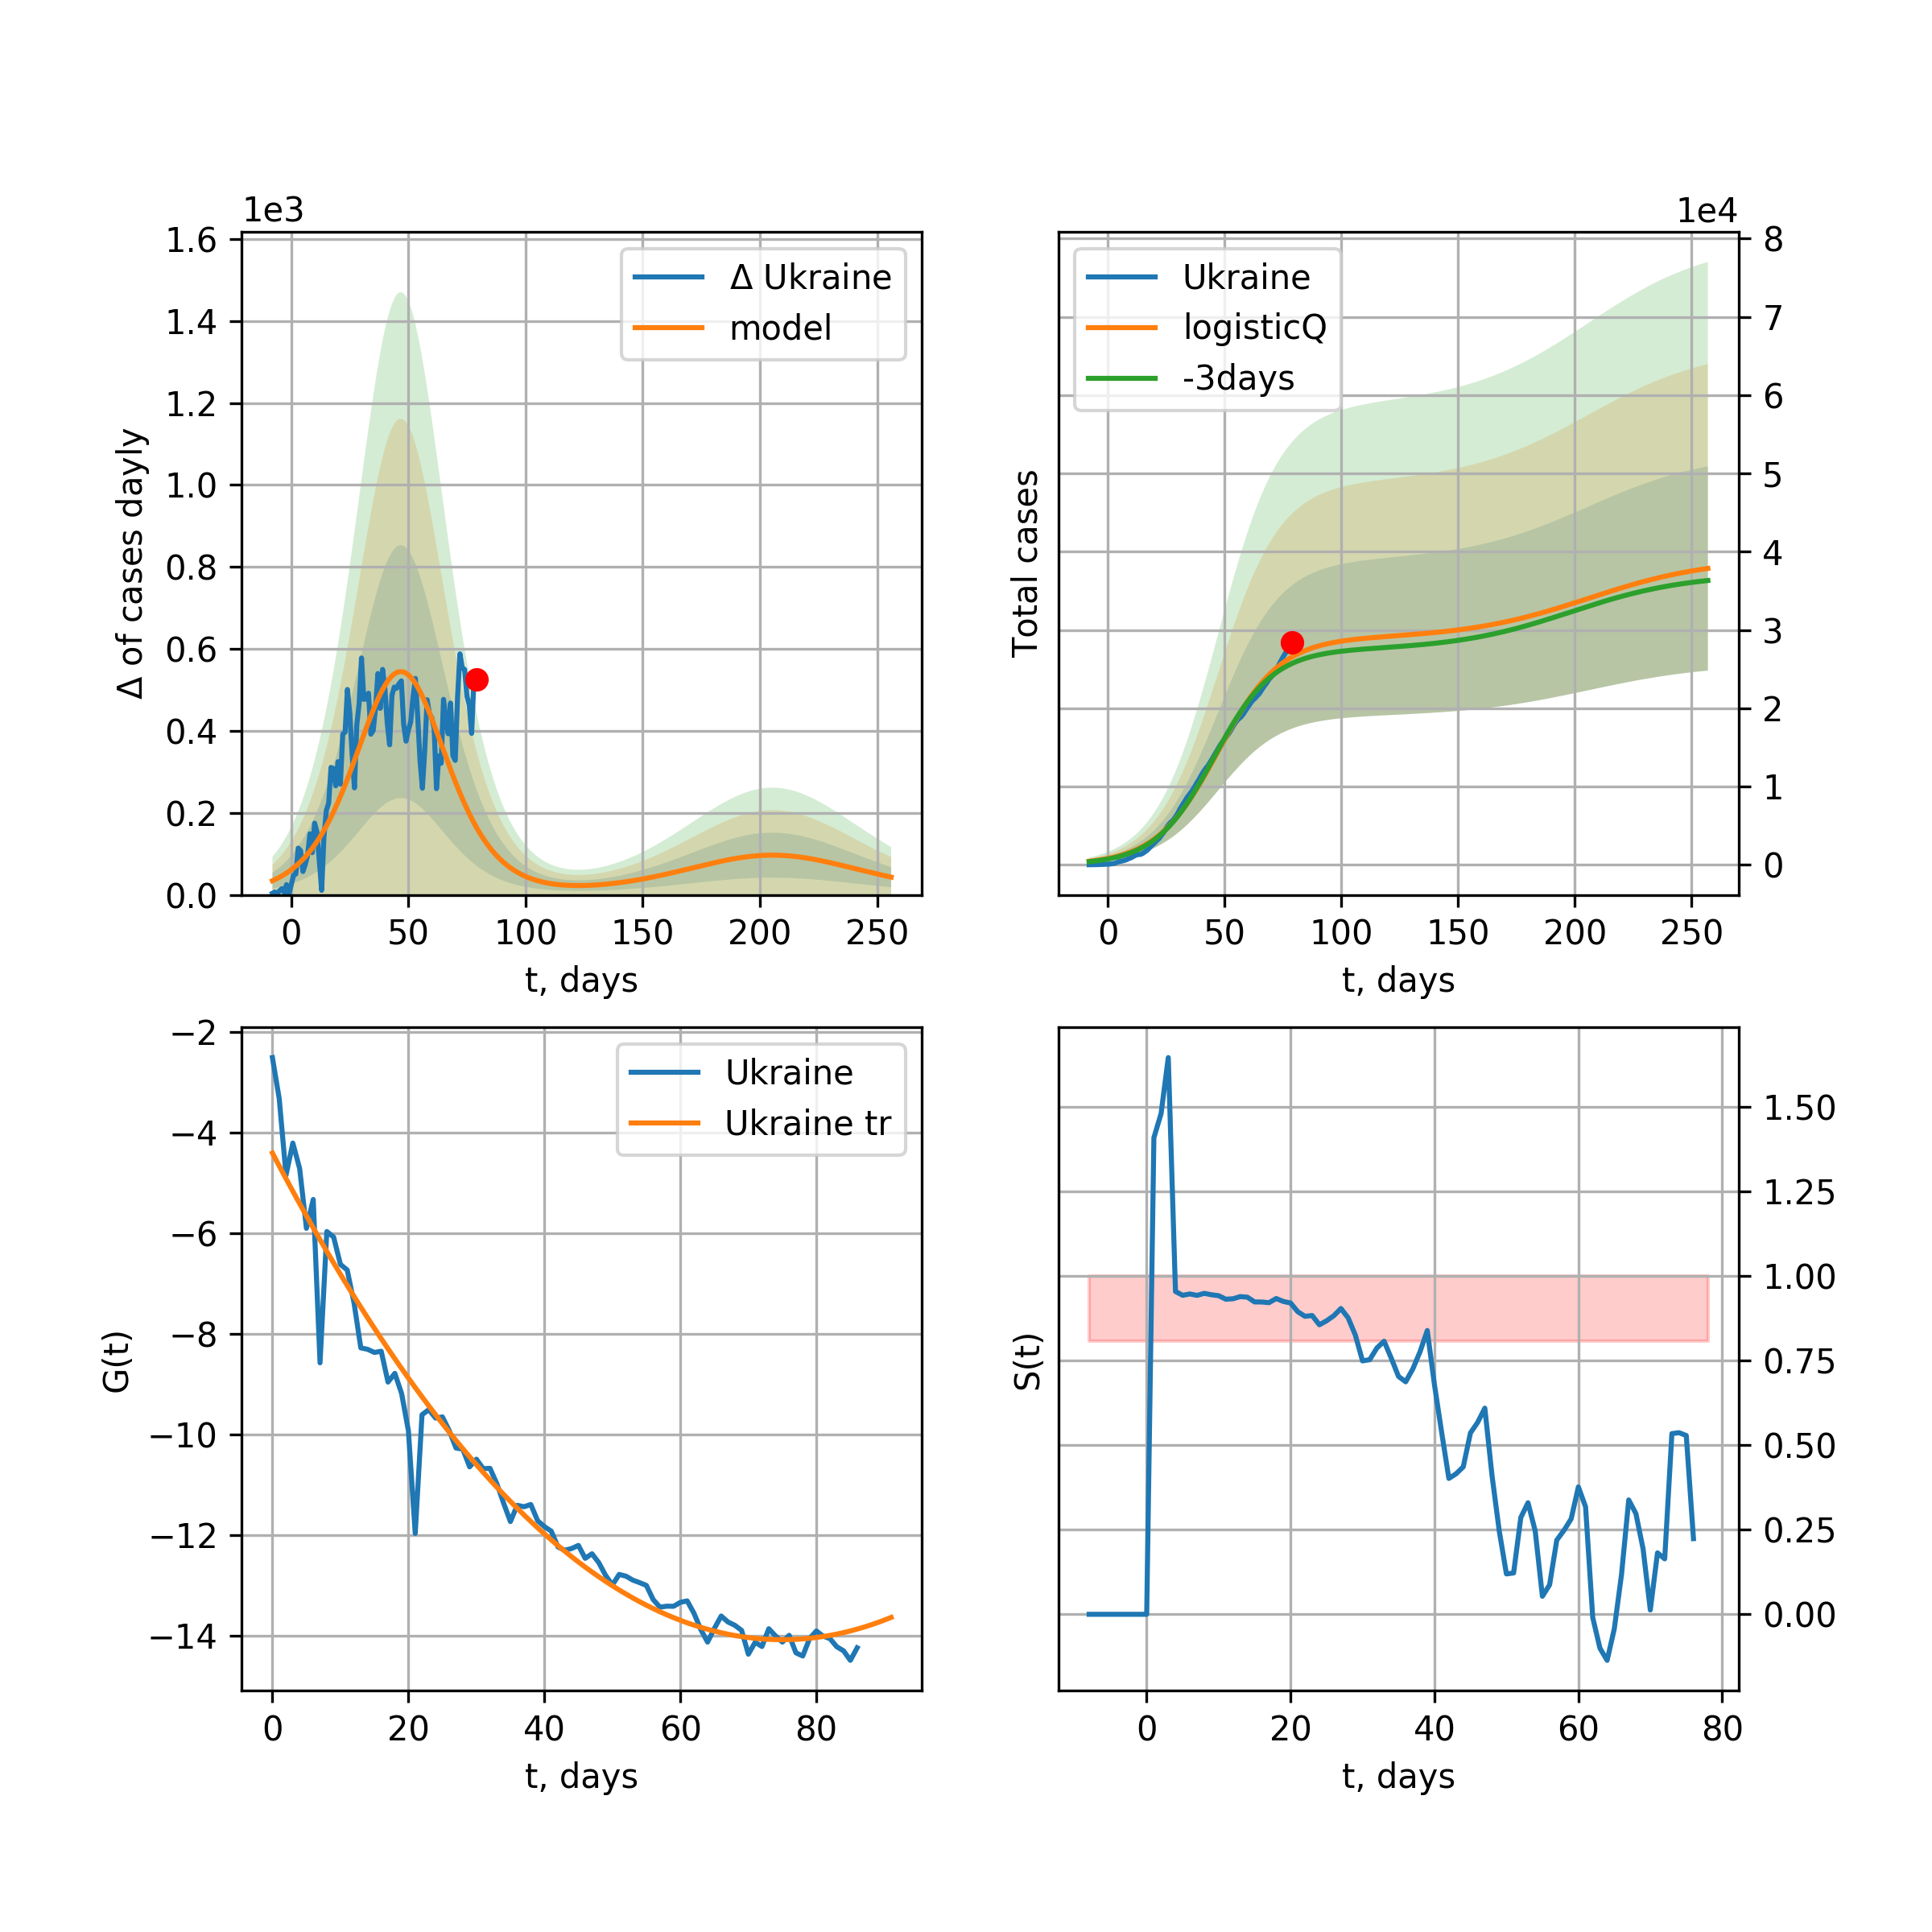 1e3
1.6
1.4
1.2
1.0
0.8
0.6
0.4
0.2
0.0
Δ of cases dayly
Δ Ukraine
model
0 50 100 150 200 250
t, days
1e4
8
7
6
5
4
3
2
1
0
Total cases
Ukraine
logisticQ
-3days
0 50 100 150 200 250
t, days
−2
−4
−6
−8
−10
−12
−14
G(t)
Ukraine
Ukraine tr
0 20 40 60 80
t, days
S(t)
1.50
1.25
1.00
0.75
0.50
0.25
0.00
0 20 40 60 80
t, days